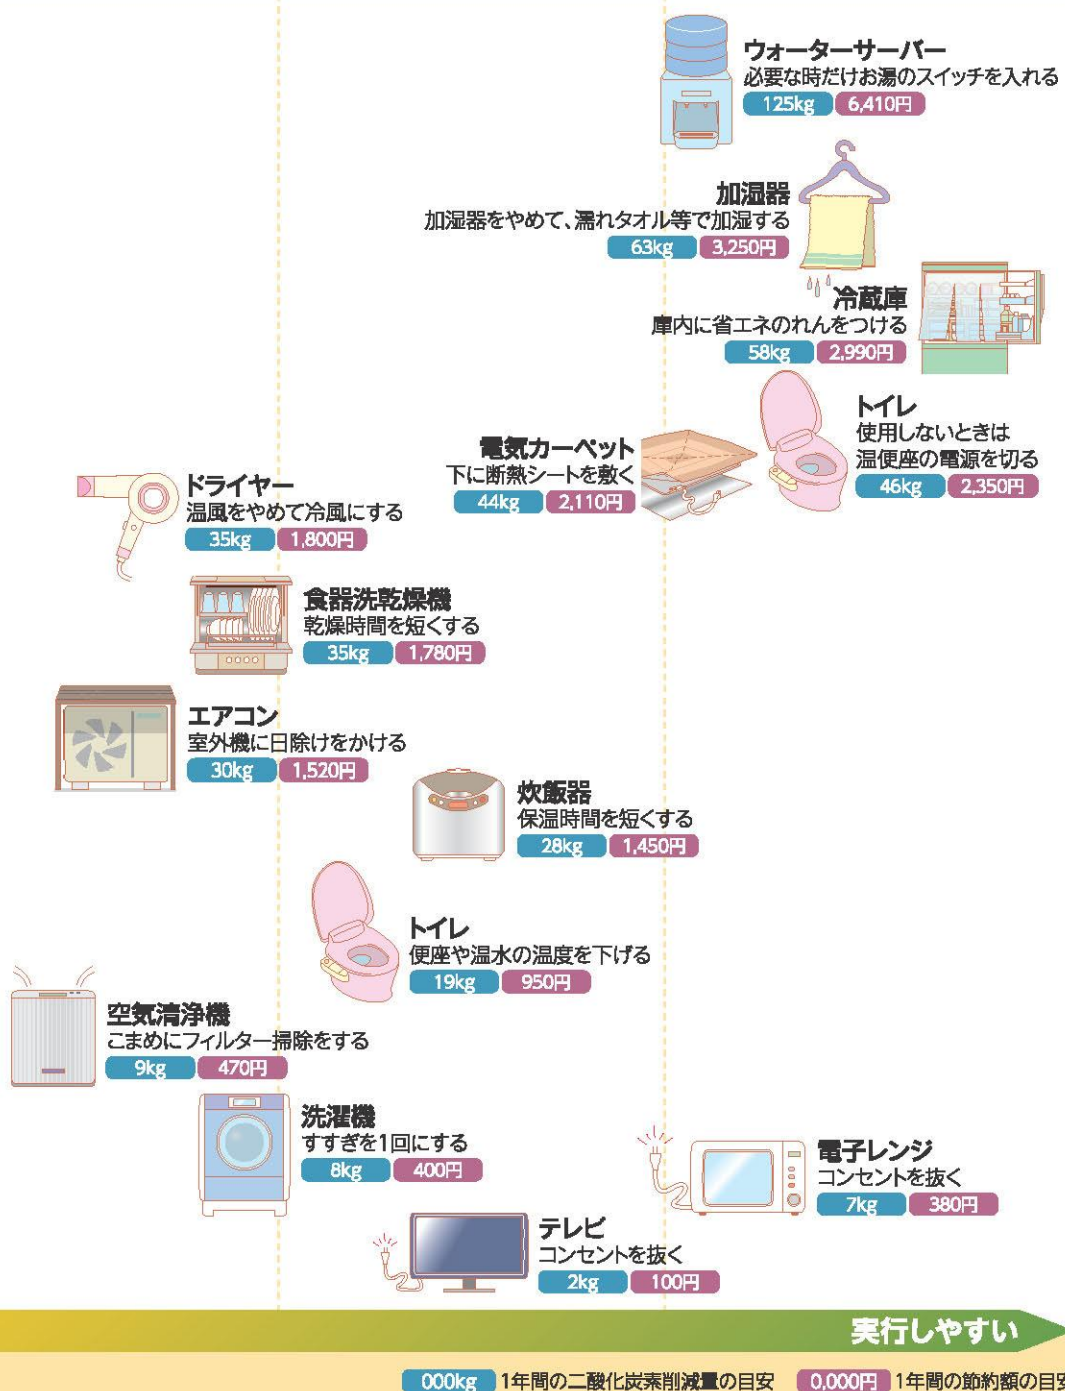 ウォーターサーバー
必要な時だけお湯のスイッチを入れる
125kg 6,410円
加湿器
加湿器をやめて、濡れタオル等で加湿する
63kg 3,250円
冷蔵庫
庫内に省エネのれんをつける
58kg 2,990円
トイレ
使用しないときは
温便座の電源を切る
46kg 2,350円
電気カーペット
下に断熱シートを敷く
44kg 2,110円
ドライヤー
温風をやめて冷風にする
35kg 1,800円
食器洗乾燥機
乾燥時間を短くする
35kg 1,780円
エアコン
室外機に日除けをかける
30kg 1,520円
炊飯器
保温時間を短くする
28kg 1,450円
トイレ
便座や温水の温度を下げる
19kg 950円
空気清浄機
こまめにフィルター掃除をする
9kg 470円
洗濯機
すすぎを1回にする
8kg 400円
電子レンジ
コンセントを抜く
7kg 380円
テレビ
コンセントを抜く
2kg 100円
実行しやすい
000kg 1年間の二酸化炭素削減量の目安 0,000円 1年間の節約額の目安